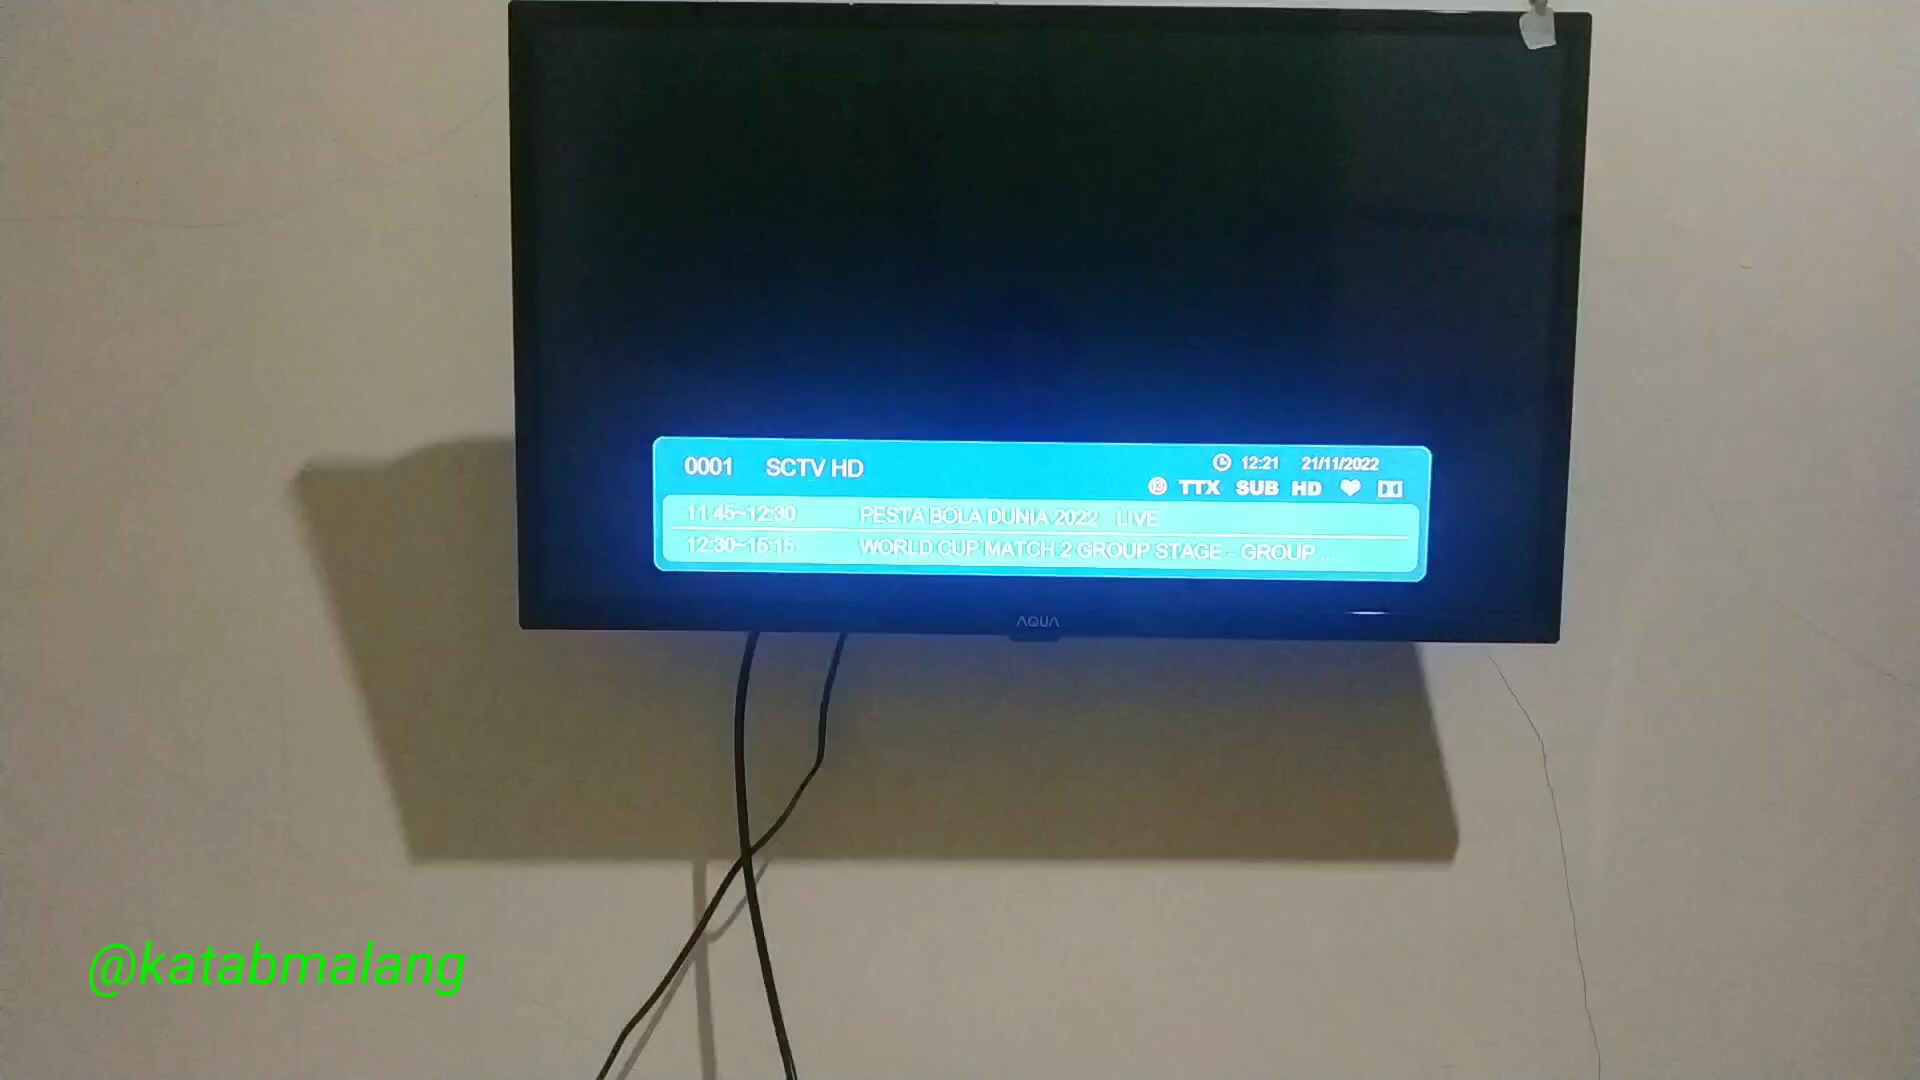 0001 SCTV HD 12:21 21/11/2022
13 TTX SUB HD
11:45~12:30 PESTA BOLA DUNIA 2022 LIVE
12:30~15:15 WORLD CUP MATCH 2 GROUP STAGE - GROUP ...
AQUA
@katabmalang